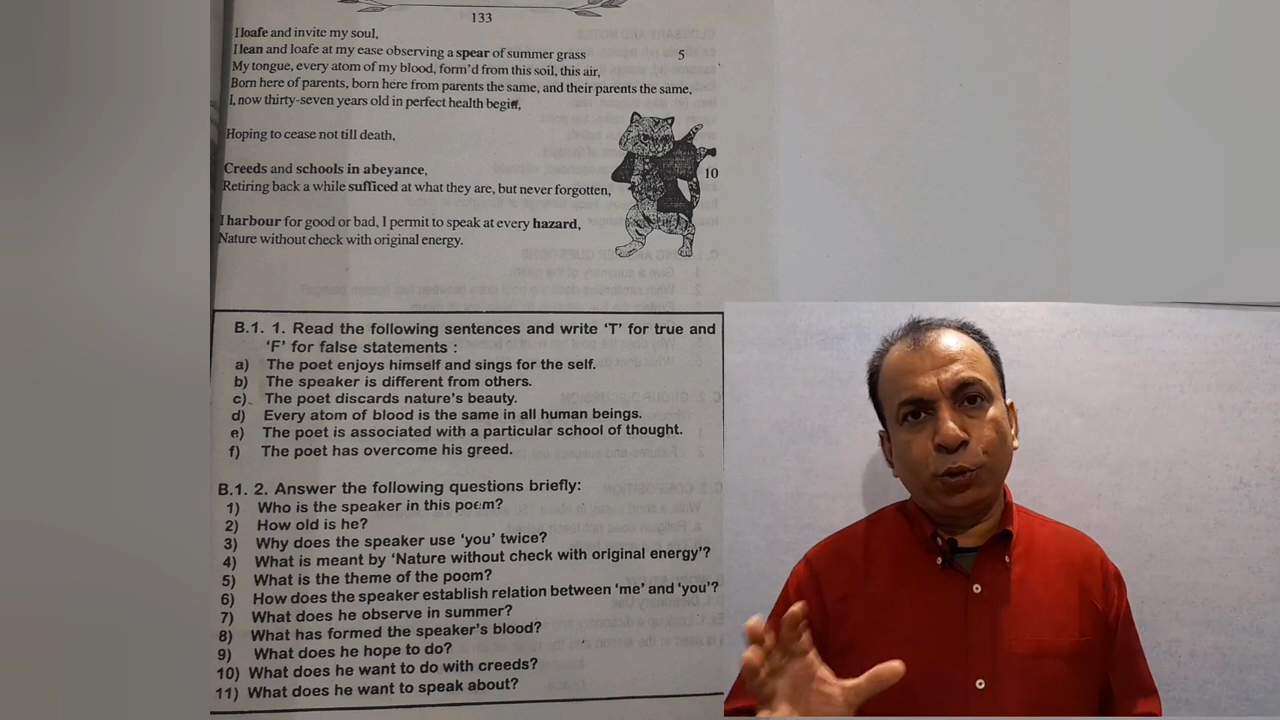 133
I loafe and invite my soul,
I lean and loafe at my ease observing a spear of summer grass 5
My tongue, every atom of my blood, form'd from this soil, this air,
Born here of parents, born here from parents the same, and their parents the same,
I, now thirty-seven years old in perfect health begin,
Hoping to cease not till death,
Creeds and schools in abeyance, 10
Retiring back a while sufficed at what they are, but never forgotten,
I harbour for good or bad, I permit to speak at every hazard,
Nature without check with original energy.
B.1. 1. Read the following sentences and write 'T' for true and
'F' for false statements :
a) The poet enjoys himself and sings for the self.
b) The speaker is different from others.
c) The poet discards nature's beauty.
d) Every atom of blood is the same in all human beings.
e) The poet is associated with a particular school of thought.
f) The poet has overcome his greed.
B.1. 2. Answer the following questions briefly:
1) Who is the speaker in this poem?
2) How old is he?
3) Why does the speaker use 'you' twice?
4) What is meant by 'Nature without check with original energy'?
5) What is the theme of the poom?
6) How does the speaker establish relation between 'me' and 'you'?
7) What does he observe in summer?
8) What has formed the speaker's blood?
9) What does he hope to do?
10) What does he want to do with creeds?
11) What does he want to speak about?